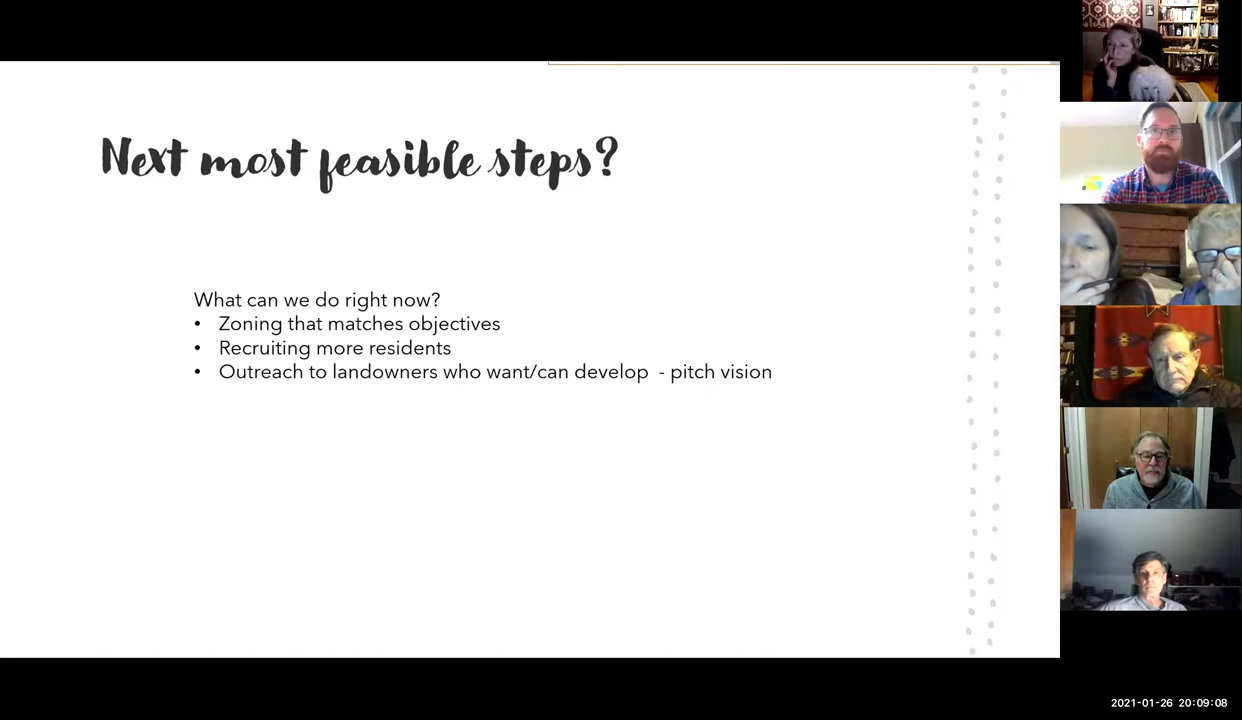 Next most feasible steps?
What can we do right now?
• Zoning that matches objectives
• Recruiting more residents
• Outreach to landowners who want/can develop - pitch vision
2021-01-26 20:09:08